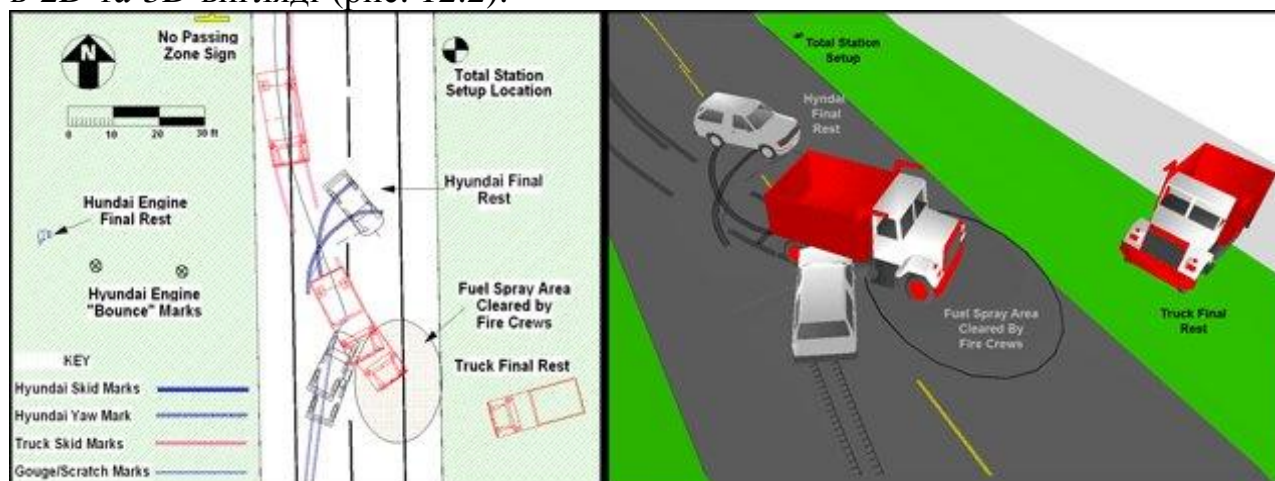 в 2D та 3D-вигляді (рис. 12.2).
No Passing
Zone Sign
N
Total Station
Setup Location
0 10 20 30 ft
Hundai Engine
Final Rest
Hyundai Final
Rest
Hyundai Engine
"Bounce" Marks
Fuel Spray Area
Cleared by
Fire Crews
KEY
Truck Final Rest
Hyundai Skid Marks
Hyundai Yaw Mark
Truck Skid Marks
Gouge/Scratch Marks
Total Station
Setup
Hyndai
Final
Rest
Fuel Spray Area
Cleared By
Fire Crews
Truck Final
Rest